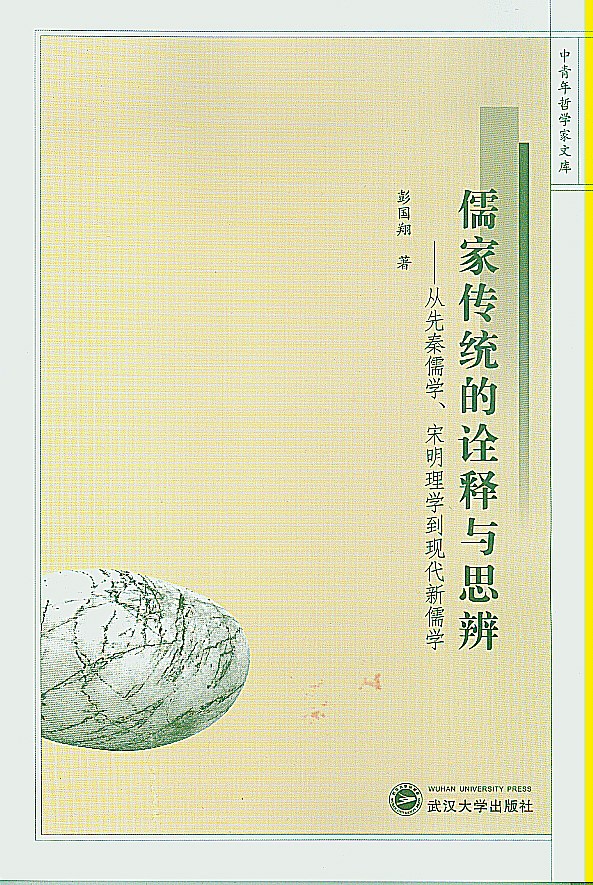 中青年哲学家文库
儒家传统的诠释与思辨
——从先秦儒学、宋明理学到现代新儒学
彭国翔 著
WUHAN UNIVERSITY PRESS
武汉大学出版社